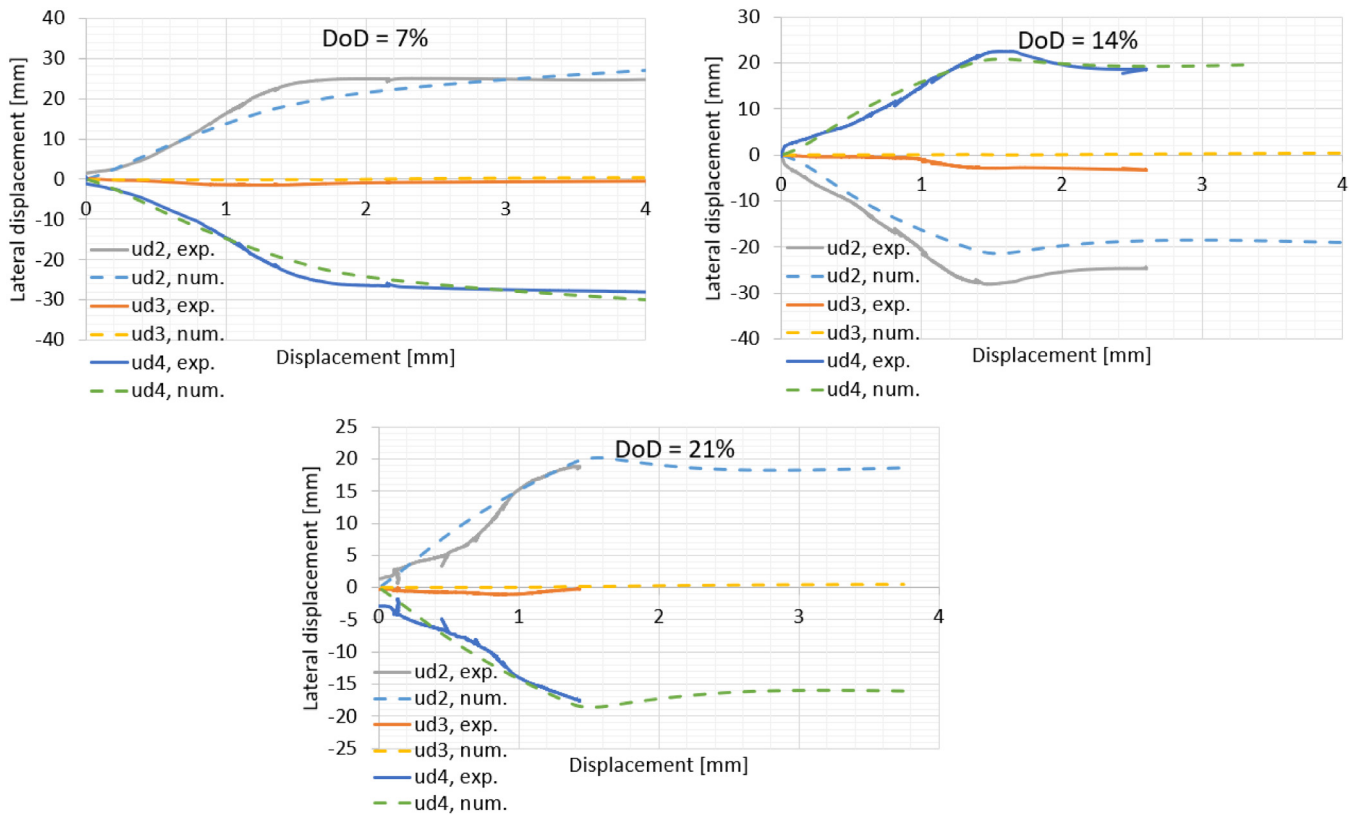 DoD = 7%
Lateral displacement [mm]
40
30
20
10
0
-10
-20
-30
-40
0
1
2
3
4
Displacement [mm]
ud2, exp.
ud2, num.
ud3, exp.
ud3, num.
ud4, exp.
ud4, num.
DoD = 14%
Lateral displacement [mm]
30
20
10
0
-10
-20
-30
-40
0
1
2
3
4
Displacement [mm]
ud2, exp.
ud2, num.
ud3, exp.
ud3, num.
ud4, exp.
ud4, num.
DoD = 21%
Lateral displacement [mm]
25
20
15
10
5
0
-5
-10
-15
-20
-25
0
1
2
3
4
Displacement [mm]
ud2, exp.
ud2, num.
ud3, exp.
ud3, num.
ud4, exp.
ud4, num.